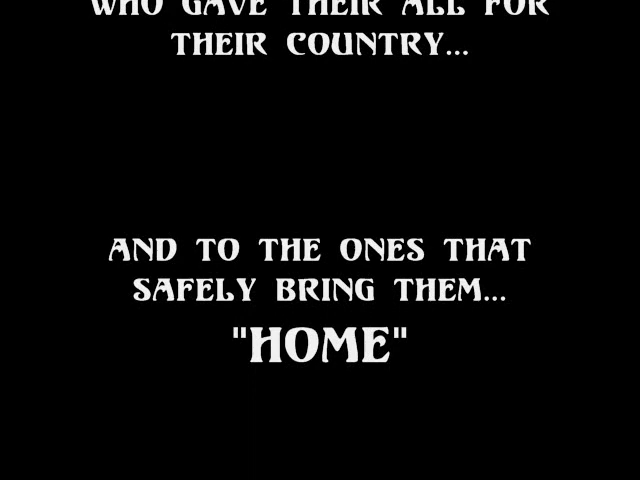 WHO GAVE THEIR ALL FOR
THEIR COUNTRY...
AND TO THE ONES THAT
SAFELY BRING THEM...
"HOME"